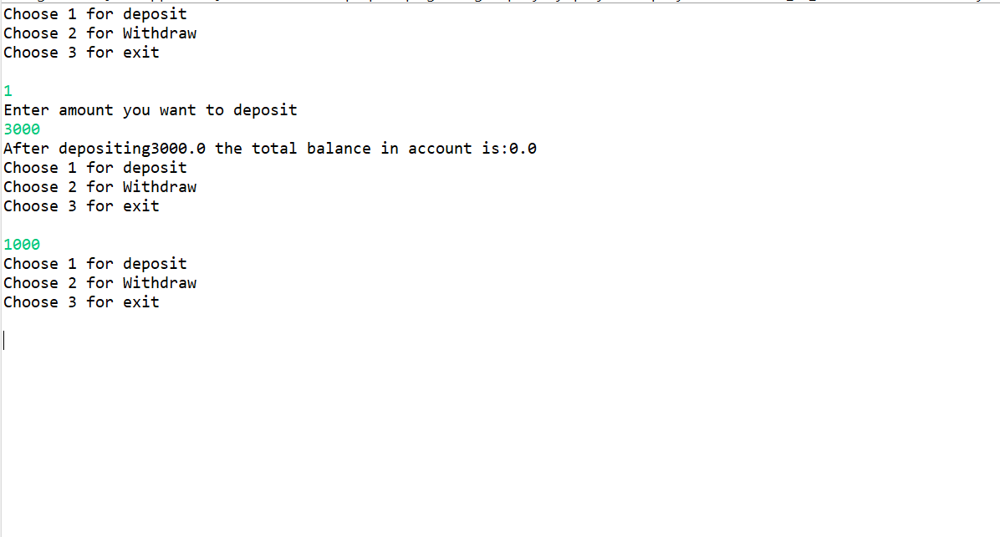 Choose 1 for deposit
Choose 2 for Withdraw
Choose 3 for exit
1
Enter amount you want to deposit
3000
After depositing3000.0 the total balance in account is:0.0
Choose 1 for deposit
Choose 2 for Withdraw
Choose 3 for exit
1000
Choose 1 for deposit
Choose 2 for Withdraw
Choose 3 for exit